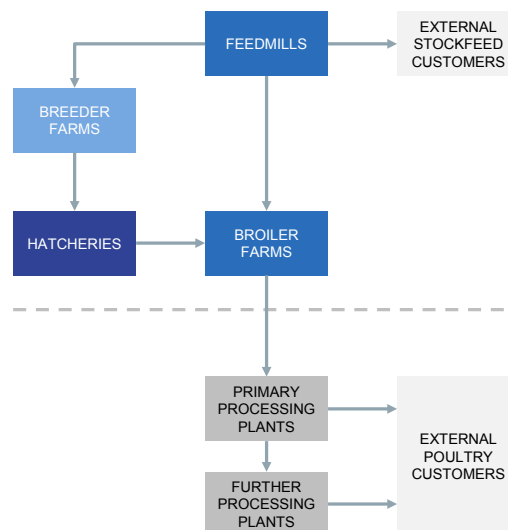 FEEDMILLS
EXTERNAL
STOCKFEED
CUSTOMERS
BREEDER
FARMS
HATCHERIES
BROILER
FARMS
PRIMARY
PROCESSING
PLANTS
EXTERNAL
POULTRY
CUSTOMERS
FURTHER
PROCESSING
PLANTS